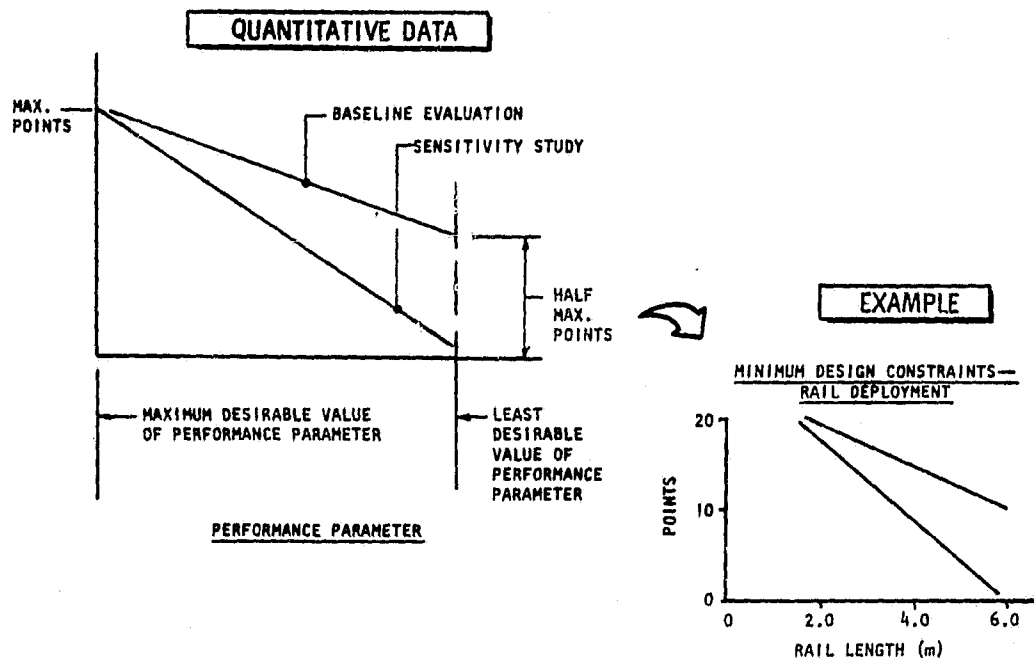 QUANTITATIVE DATA
MAX.
POINTS
BASELINE EVALUATION
SENSITIVITY STUDY
HALF
MAX.
POINTS
MAXIMUM DESIRABLE VALUE
OF PERFORMANCE PARAMETER
LEAST
DESIRABLE
VALUE OF
PERFORMANCE
PARAMETER
PERFORMANCE PARAMETER
EXAMPLE
MINIMUM DESIGN CONSTRAINTS—
RAIL DEPLOYMENT
20
10
0
POINTS
0 2.0 4.0 6.0
RAIL LENGTH (m)